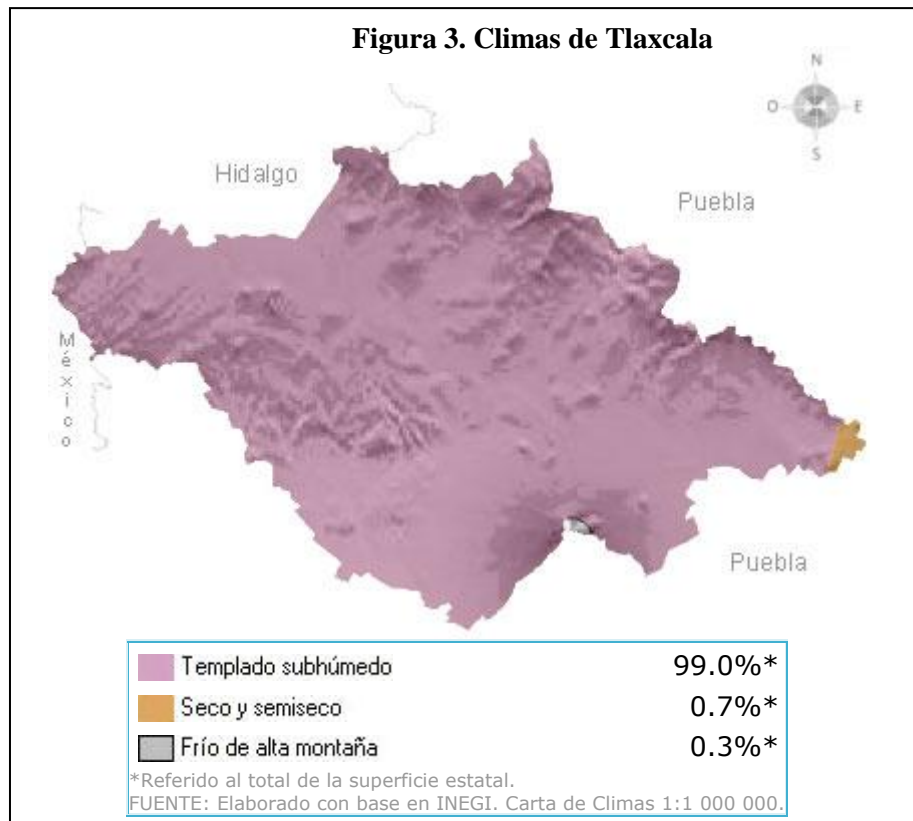 Figura 3. Climas de Tlaxcala
N
O
E
S
Hidalgo
Puebla
México
Puebla
Templado subhúmedo 99.0%*
Seco y semiseco 0.7%*
Frío de alta montaña 0.3%*
*Referido al total de la superficie estatal.
FUENTE: Elaborado con base en INEGI. Carta de Climas 1:1 000 000.